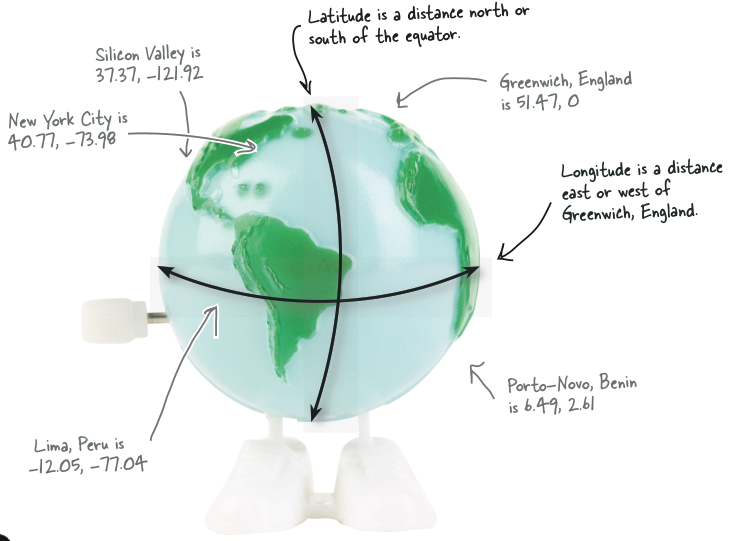 Latitude is a distance north or
south of the equator.
Silicon Valley is
37.37, -121.92
Greenwich, England
is 51.47, 0
New York City is
40.77, -73.98
Longitude is a distance
east or west of
Greenwich, England.
Porto-Novo, Benin
is 6.49, 2.61
Lima, Peru is
-12.05, -77.04